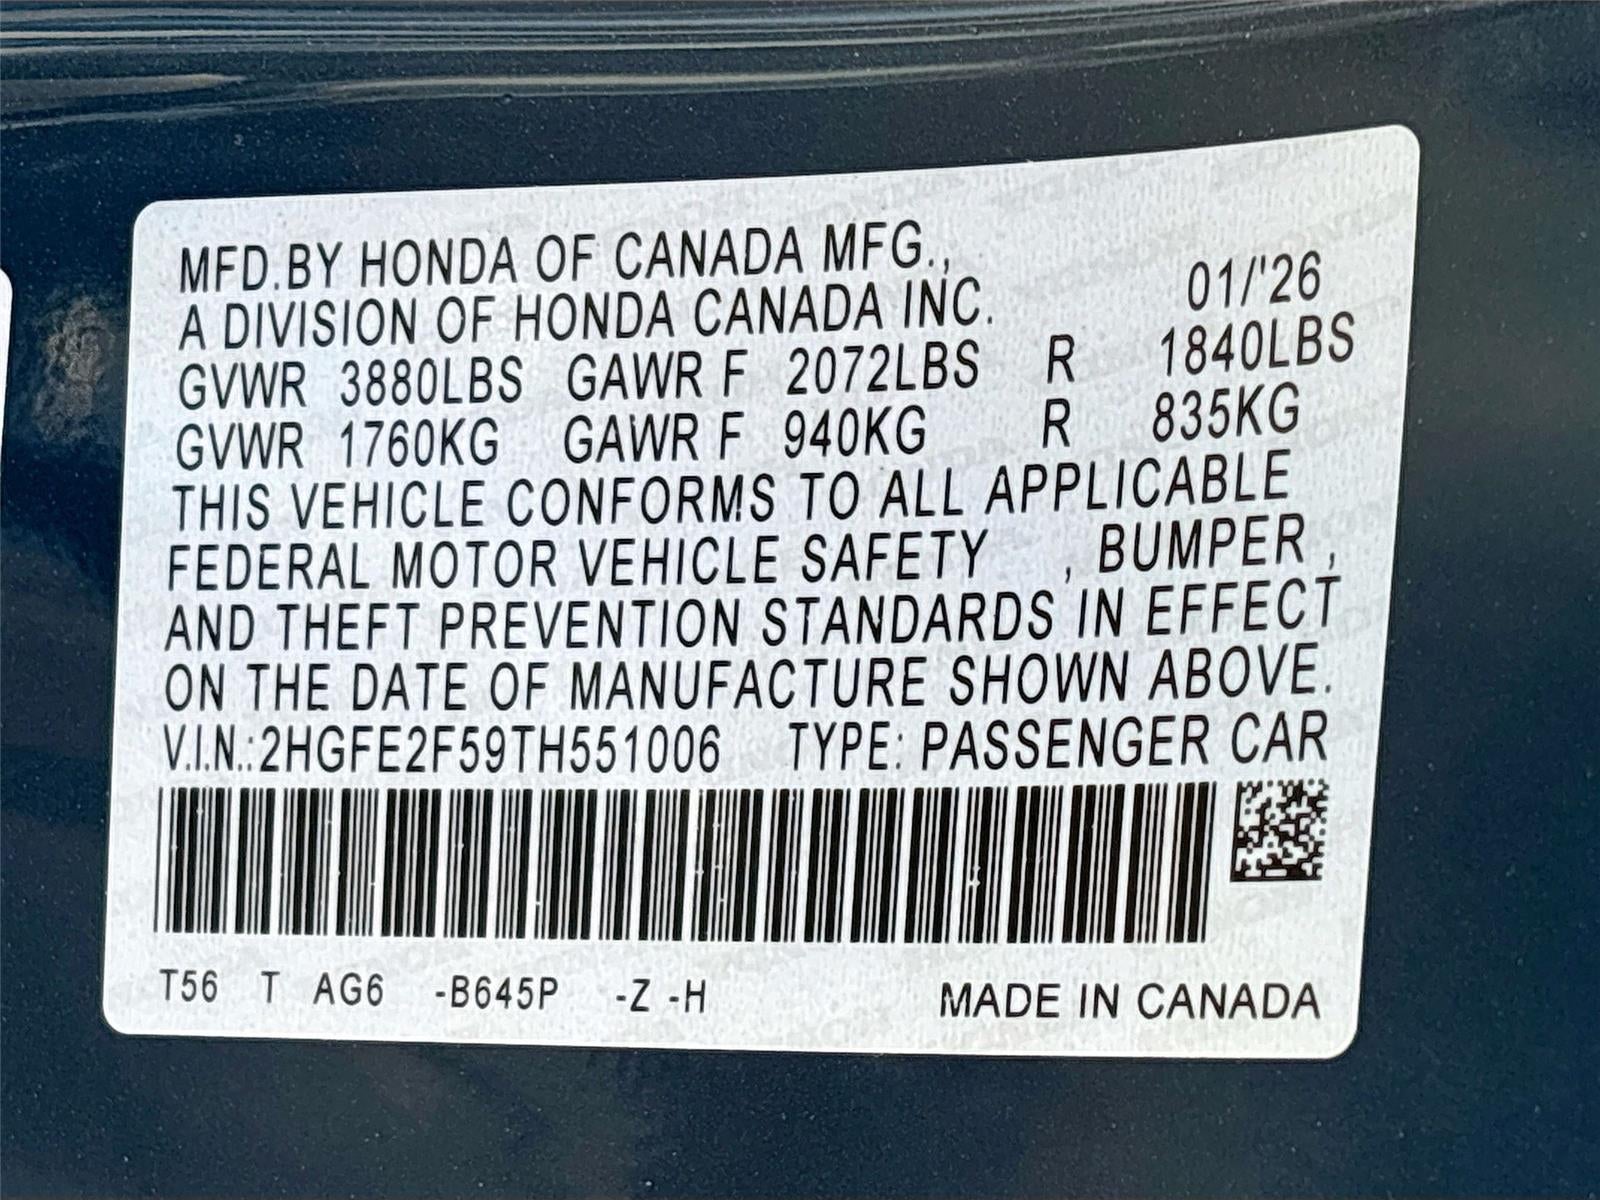 MFD.BY HONDA OF CANADA MFG.,
A DIVISION OF HONDA CANADA INC. 01/'26
GVWR 3880LBS GAWR F 2072LBS R 1840LBS
GVWR 1760KG GAWR F 940KG R 835KG
THIS VEHICLE CONFORMS TO ALL APPLICABLE
FEDERAL MOTOR VEHICLE SAFETY , BUMPER ,
AND THEFT PREVENTION STANDARDS IN EFFECT
ON THE DATE OF MANUFACTURE SHOWN ABOVE.
V.I.N.:2HGFE2F59TH551006 TYPE: PASSENGER CAR
T56 T AG6 -B645P -Z -H MADE IN CANADA